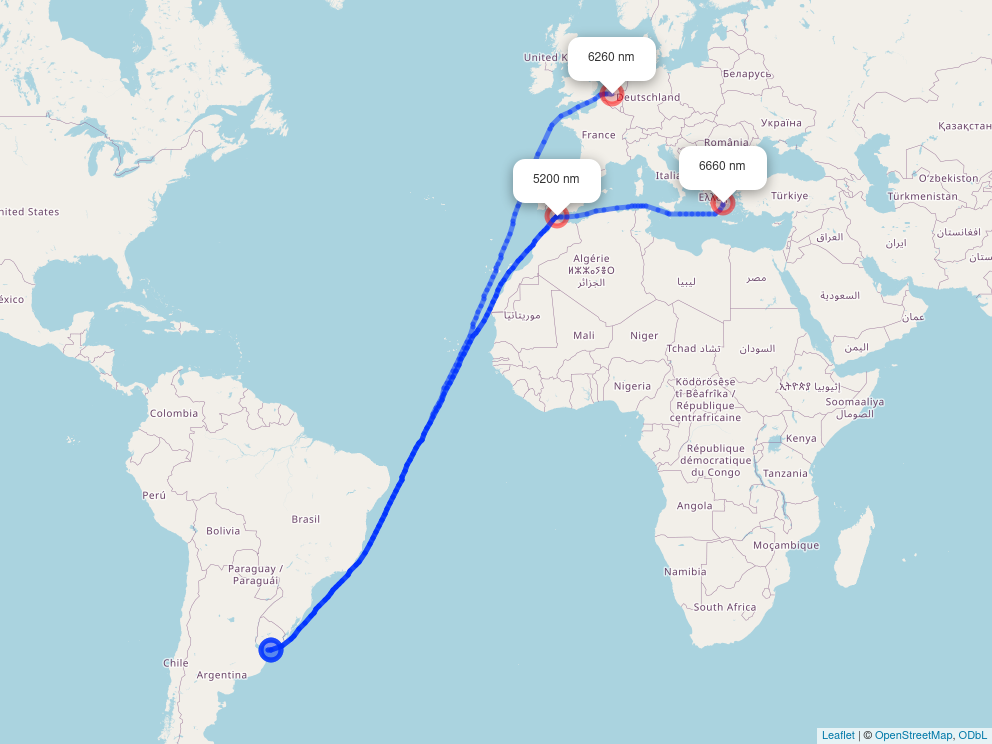 United K
6260 nm
Беларусь
Deutschland
Україна
Қазақстан
France
România
5200 nm
6660 nm
Italia
Ελλ
Türkiye
Oʻzbekiston
Türkmenistan
nited States
العراق
ایران
افغانستان
ستان
Algérie
ⵍⵣⵣⴰⵢⴻⵔ
الجزائر
ليبيا
مصر
السعودية
عمان
éxico
موريتانيا
Mali
Niger
Tchad تشاد
السودان
اليمن
Nigeria
Ködörösêse
tî Bêafrîka /
République
centrafricaine
ኢትዮጵያ إثيوبيا
Soomaaliya
الصومال
Colombia
Kenya
République
démocratique
du Congo
Tanzania
Perú
Brasil
Angola
Bolivia
Moçambique
Paraguay /
Paraguái
Namibia
South Africa
Chile
Argentina
Leaflet | © OpenStreetMap, ODbL